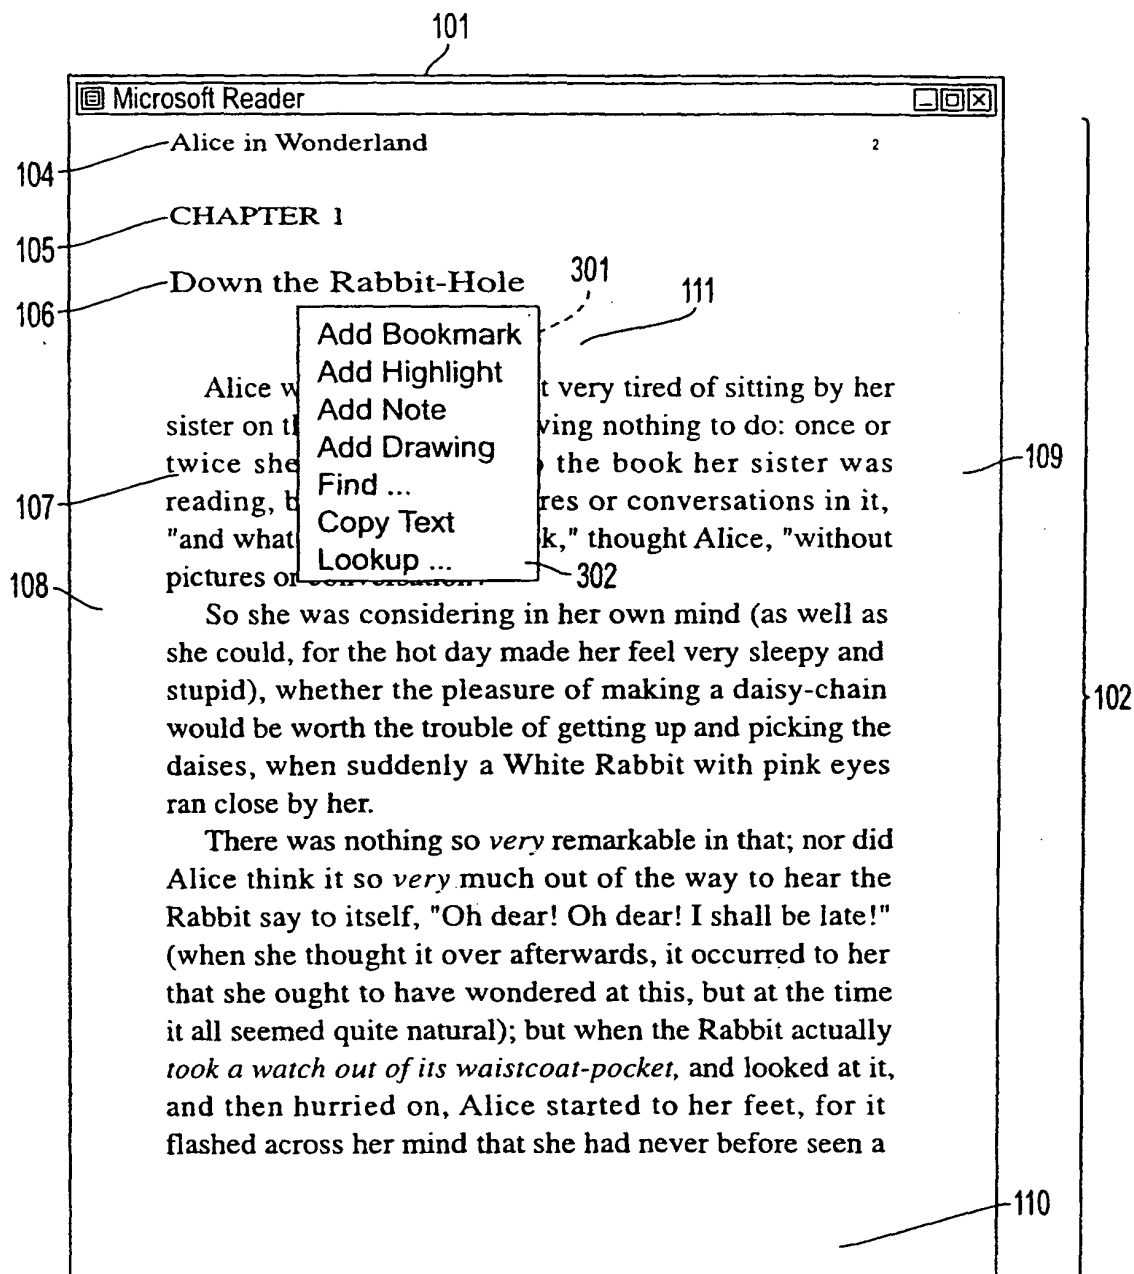 101
Microsoft Reader
Alice in Wonderland 2
104
CHAPTER 1
105
Down the Rabbit-Hole
106
301
111
Add Bookmark
Add Highlight
Add Note
Add Drawing
Find ...
Copy Text
Lookup ...
302
Alice w t very tired of sitting by her
sister on th ving nothing to do: once or
twice she the book her sister was
109
reading, b res or conversations in it,
107
"and what k," thought Alice, "without
pictures or conversation?
108
So she was considering in her own mind (as well as
she could, for the hot day made her feel very sleepy and
stupid), whether the pleasure of making a daisy-chain
102
would be worth the trouble of getting up and picking the
daises, when suddenly a White Rabbit with pink eyes
ran close by her.
There was nothing so very remarkable in that; nor did
Alice think it so very much out of the way to hear the
Rabbit say to itself, "Oh dear! Oh dear! I shall be late!"
(when she thought it over afterwards, it occurred to her
that she ought to have wondered at this, but at the time
it all seemed quite natural); but when the Rabbit actually
took a watch out of its waistcoat-pocket, and looked at it,
and then hurried on, Alice started to her feet, for it
flashed across her mind that she had never before seen a
110